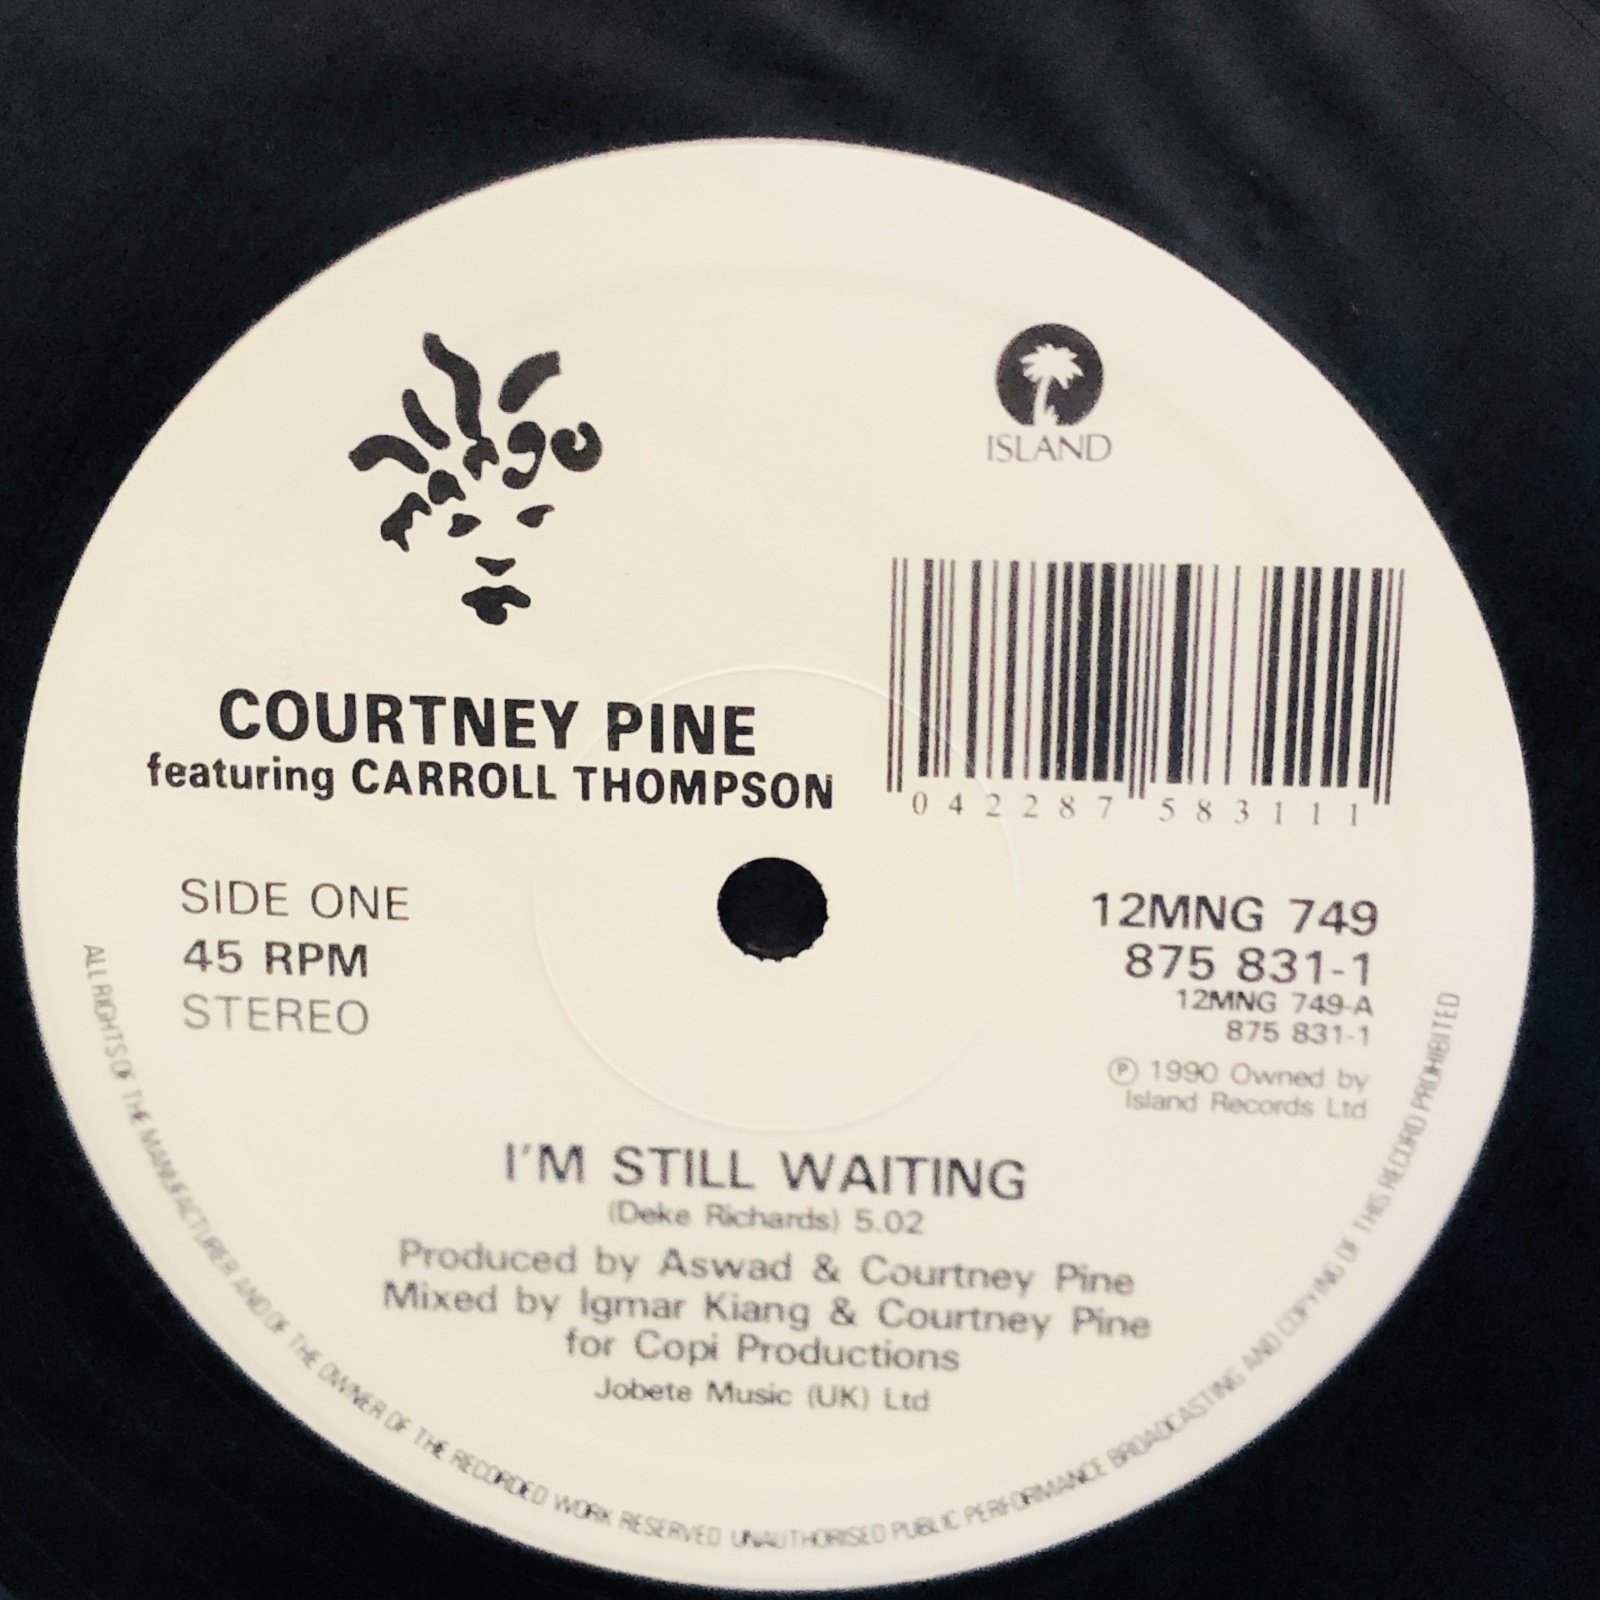 Mango
ISLAND
COURTNEY PINE
featuring CARROLL THOMPSON
0 42287 583111
SIDE ONE
45 RPM
STEREO
12MNG 749
875 831-1
12MNG 749-A
875 831-1
Ⓟ 1990 Owned by
Island Records Ltd
I'M STILL WAITING
(Deke Richards) 5.02
Produced by Aswad & Courtney Pine
Mixed by Igmar Kiang & Courtney Pine
for Copi Productions
Jobete Music (UK) Ltd
ALL RIGHTS OF THE MANUFACTURER AND OF THE OWNER OF THE RECORDED WORK RESERVED UNAUTHORISED PUBLIC PERFORMANCE BROADCASTING AND COPYING OF THIS RECORD PROHIBITED